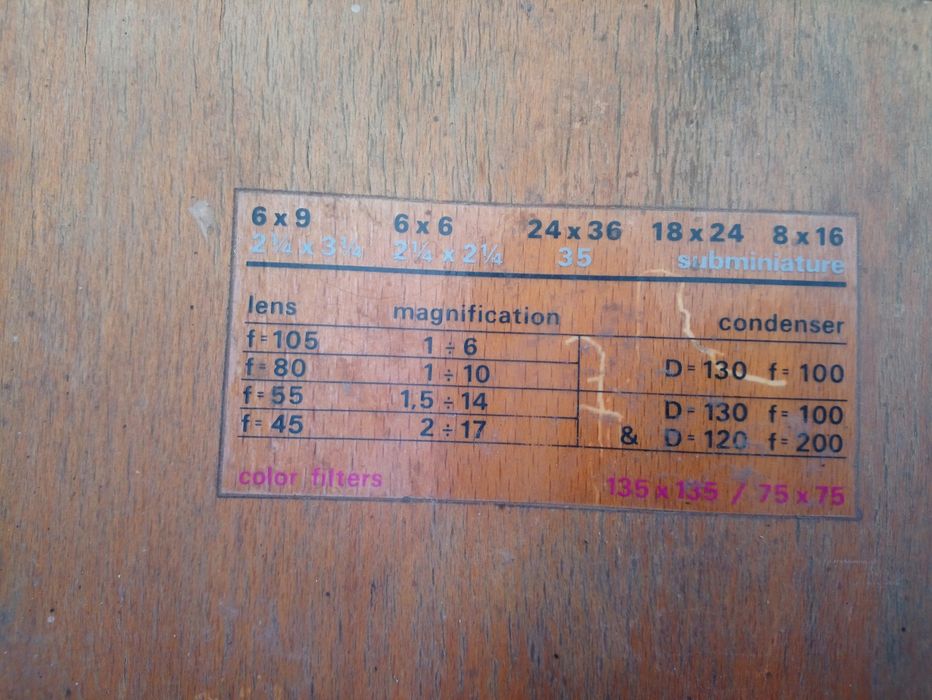 6 x 9 6 x 6 24 x 36 18 x 24 8 x 16
2¼ x 3¼ 2¼ x 2¼ 35 subminiature
lens magnification condenser
f=105 1 ÷ 6
f=80 1 ÷ 10 D=130 f=100
f=55 1,5 ÷ 14 D=130 f=100
f=45 2 ÷ 17 & D=120 f=200
color filters 135 x 135 / 75 x 75